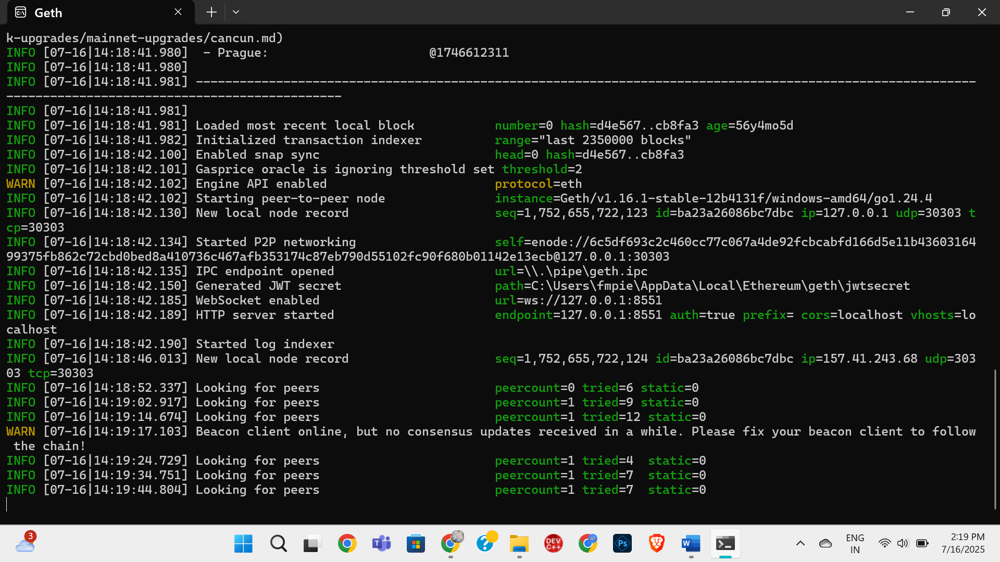 Geth
k-upgrades/mainnet-upgrades/cancun.md)
INFO [07-16|14:18:41.980]  - Prague:                      @1746612311
INFO [07-16|14:18:41.980]
INFO [07-16|14:18:41.981] -----------------------------------------------------------------------------------------------------------
----------------------------------------------
INFO [07-16|14:18:41.981]
INFO [07-16|14:18:41.981] Loaded most recent local block           number=0 hash=d4e567..cb8fa3 age=56y4mo5d
INFO [07-16|14:18:41.982] Initialized transaction indexer          range="last 2350000 blocks"
INFO [07-16|14:18:42.100] Enabled snap sync                        head=0 hash=d4e567..cb8fa3
INFO [07-16|14:18:42.101] Gasprice oracle is ignoring threshold set threshold=2
WARN [07-16|14:18:42.102] Engine API enabled                       protocol=eth
INFO [07-16|14:18:42.102] Starting peer-to-peer node               instance=Geth/v1.16.1-stable-12b4131f/windows-amd64/go1.24.4
INFO [07-16|14:18:42.130] New local node record                    seq=1,752,655,722,123 id=ba23a26086bc7dbc ip=127.0.0.1 udp=30303 t
cp=30303
INFO [07-16|14:18:42.134] Started P2P networking                   self=enode://6c5df693c2c460cc77c067a4de92fcbcabfd166d5e11b43603164
99375fb862c72cbd0bed8a410736c467afb353174c87eb790d55102fc90f680b01142e13ecb@127.0.0.1:30303
INFO [07-16|14:18:42.135] IPC endpoint opened                      url=\\.\pipe\geth.ipc
INFO [07-16|14:18:42.150] Generated JWT secret                     path=C:\Users\fmpie\AppData\Local\Ethereum\geth\jwtsecret
INFO [07-16|14:18:42.185] WebSocket enabled                        url=ws://127.0.0.1:8551
INFO [07-16|14:18:42.189] HTTP server started                      endpoint=127.0.0.1:8551 auth=true prefix= cors=localhost vhosts=lo
calhost
INFO [07-16|14:18:42.190] Started log indexer
INFO [07-16|14:18:46.013] New local node record                    seq=1,752,655,722,124 id=ba23a26086bc7dbc ip=157.41.243.68 udp=303
03 tcp=30303
INFO [07-16|14:18:52.337] Looking for peers                        peercount=0 tried=6 static=0
INFO [07-16|14:19:02.917] Looking for peers                        peercount=1 tried=9 static=0
INFO [07-16|14:19:14.674] Looking for peers                        peercount=1 tried=12 static=0
WARN [07-16|14:19:17.103] Beacon client online, but no consensus updates received in a while. Please fix your beacon client to follow
 the chain!
INFO [07-16|14:19:24.729] Looking for peers                        peercount=1 tried=4  static=0
INFO [07-16|14:19:34.751] Looking for peers                        peercount=1 tried=7  static=0
INFO [07-16|14:19:44.804] Looking for peers                        peercount=1 tried=7  static=0
3
T
?
DEV
C++
Ps
W
ENG
IN
2:19 PM
7/16/2025